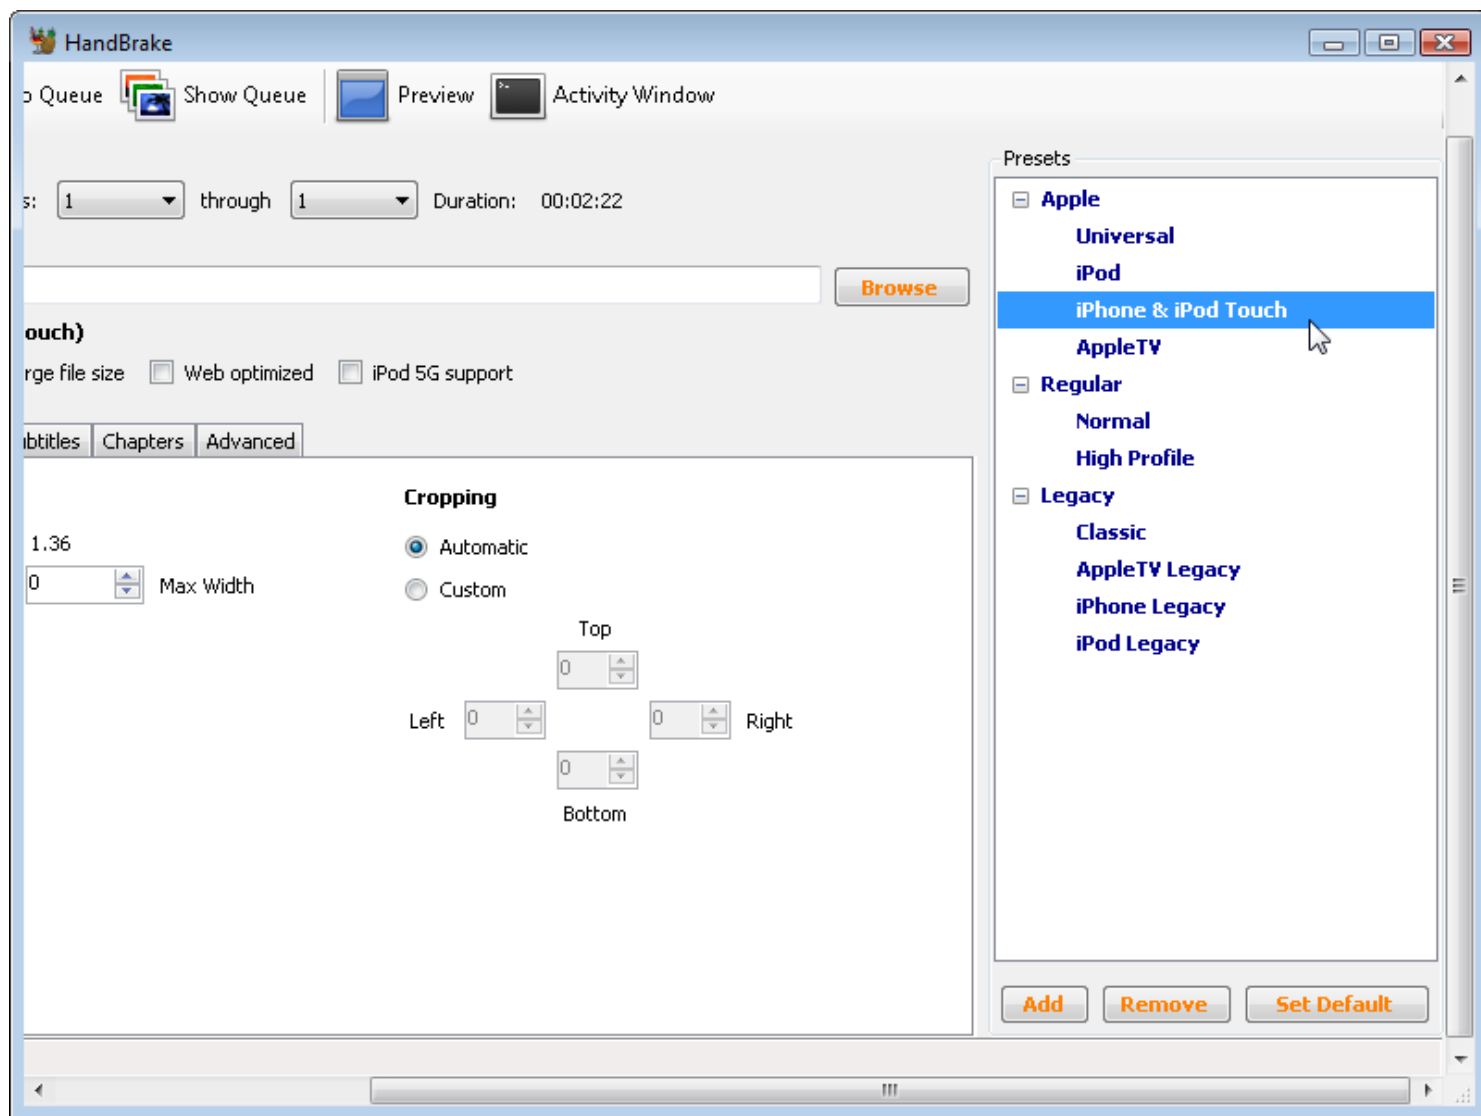 HandBrake
Queue Show Queue Preview Activity Window
Presets
1 through 1 Duration: 00:02:22
Apple
Universal
iPod
Browse
iPhone & iPod Touch
ouch)
AppleTV
rge file size Web optimized iPod 5G support
Regular
Normal
btitles Chapters Advanced
High Profile
Cropping
Legacy
1.36
Automatic
Classic
0 Max Width
Custom
AppleTV Legacy
iPhone Legacy
Top
iPod Legacy
0
Left 0 0 Right
0
Bottom
Add Remove Set Default